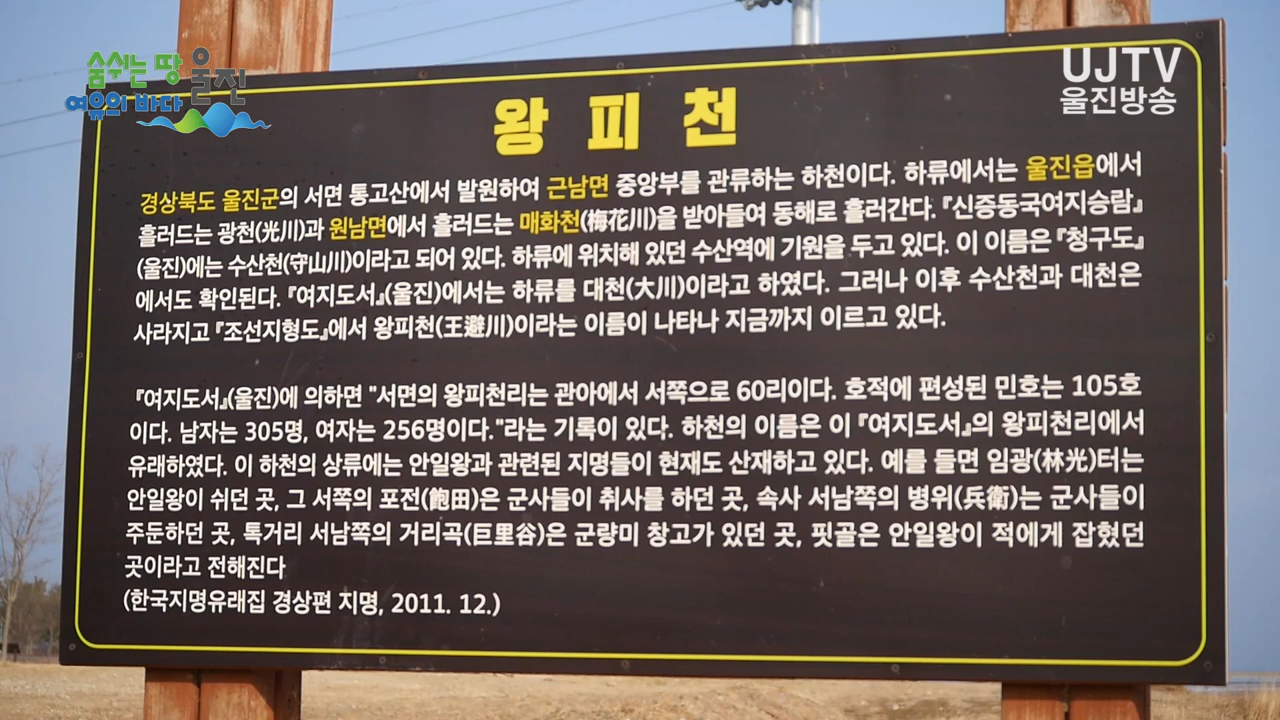 숨쉬는 땅 울진
여유의 바다
UJTV
울진방송
왕 피 천
경상북도 울진군의 서면 통고산에서 발원하여 근남면 중앙부를 관류하는 하천이다. 하류에서는 울진읍에서
흘러드는 광천(光川)과 원남면에서 흘러드는 매화천(梅花川)을 받아들여 동해로 흘러간다.『신증동국여지승람』
(울진)에는 수산천(守山川)이라고 되어 있다. 하류에 위치해 있던 수산역에 기원을 두고 있다. 이 이름은『청구도』
에서도 확인된다.『여지도서』(울진)에서는 하류를 대천(大川)이라고 하였다. 그러나 이후 수산천과 대천은
사라지고『조선지형도』에서 왕피천(王避川)이라는 이름이 나타나 지금까지 이르고 있다.
『여지도서』(울진)에 의하면 "서면의 왕피천리는 관아에서 서쪽으로 60리이다. 호적에 편성된 민호는 105호
이다. 남자는 305명, 여자는 256명이다."라는 기록이 있다. 하천의 이름은 이『여지도서』의 왕피천리에서
유래하였다. 이 하천의 상류에는 안일왕과 관련된 지명들이 현재도 산재하고 있다. 예를 들면 임광(林光)터는
안일왕이 쉬던 곳, 그 서쪽의 포전(飽田)은 군사들이 취사를 하던 곳, 속사 서남쪽의 병위(兵衛)는 군사들이
주둔하던 곳, 톡거리 서남쪽의 거리곡(巨里谷)은 군량미 창고가 있던 곳, 핏골은 안일왕이 적에게 잡혔던
곳이라고 전해진다
(한국지명유래집 경상편 지명, 2011. 12.)